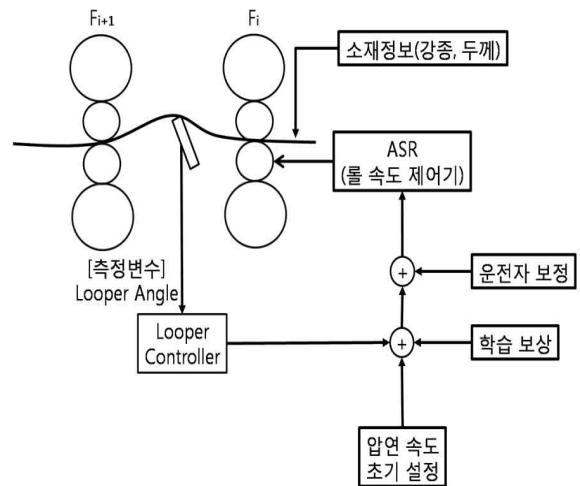 Fi+1
Fi
소재정보(강종, 두께)
ASR
(롤 속도 제어기)
[측정변수]
Looper Angle
+
운전자 보정
Looper
Controller
+
학습 보상
압연 속도
초기 설정